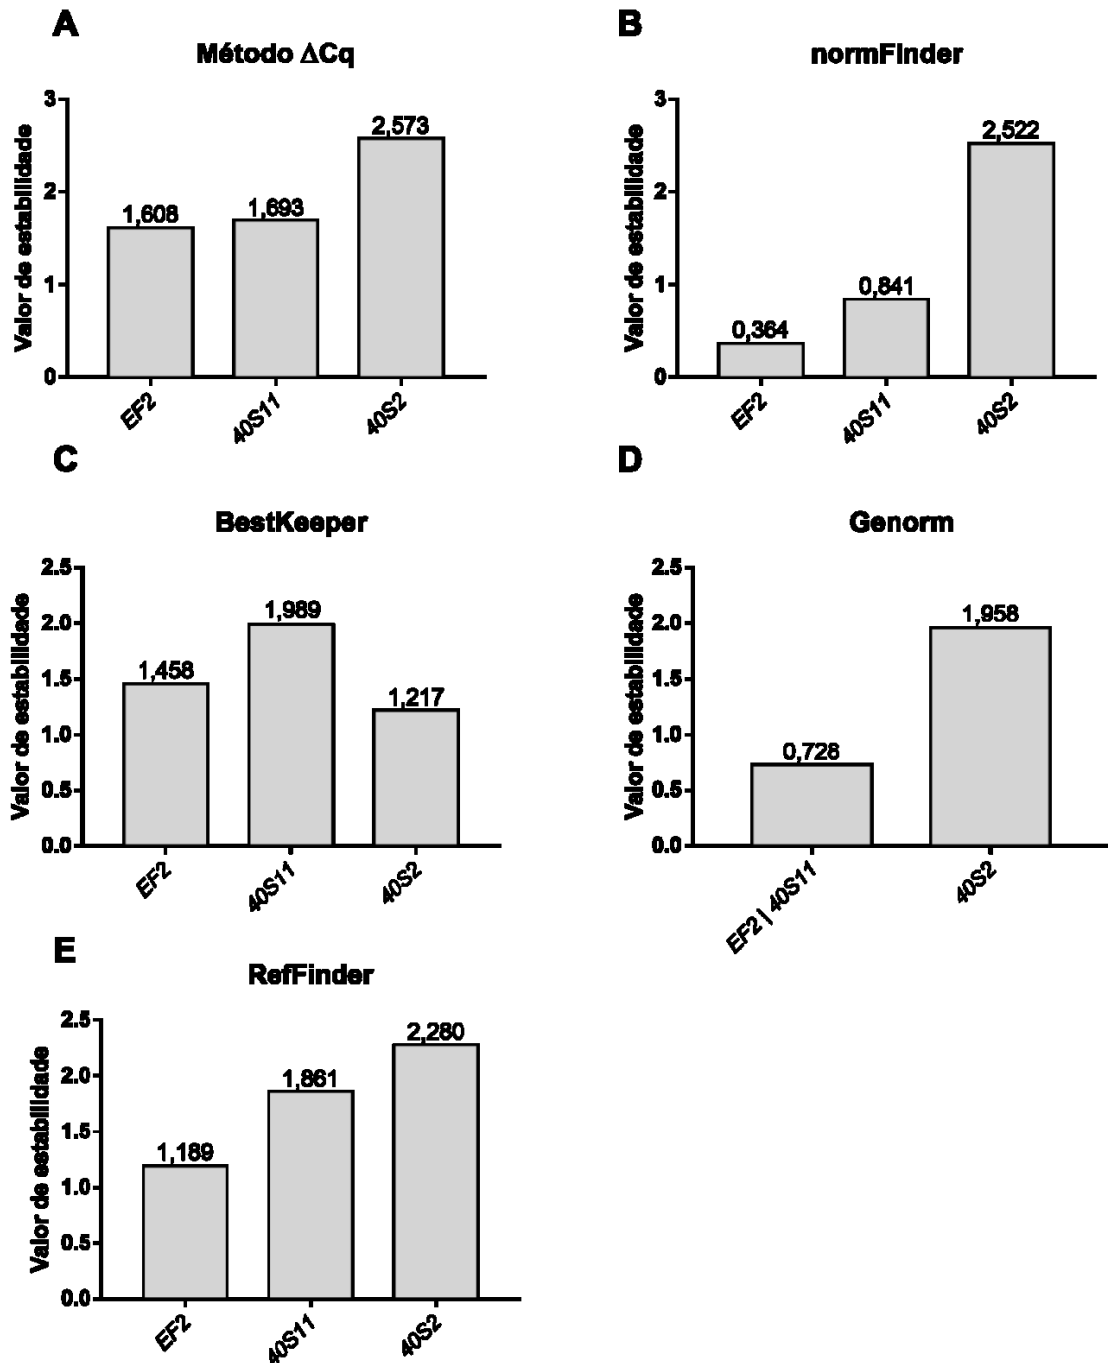 A
Método ΔCq
Valor de estabilidade
3
2
1
0
1,608
1,693
2,573
EF2
40S11
40S2
B
normFinder
Valor de estabilidade
3
2
1
0
0,364
0,841
2,522
EF2
40S11
40S2
C
BestKeeper
Valor de estabilidade
2.5
2.0
1.5
1.0
0.5
0.0
1,458
1,989
1,217
EF2
40S11
40S2
D
Genorm
Valor de estabilidade
2.5
2.0
1.5
1.0
0.5
0.0
0,728
1,958
EF2 | 40S11
40S2
E
RefFinder
Valor de estabilidade
2.5
2.0
1.5
1.0
0.5
0.0
1,189
1,861
2,280
EF2
40S11
40S2